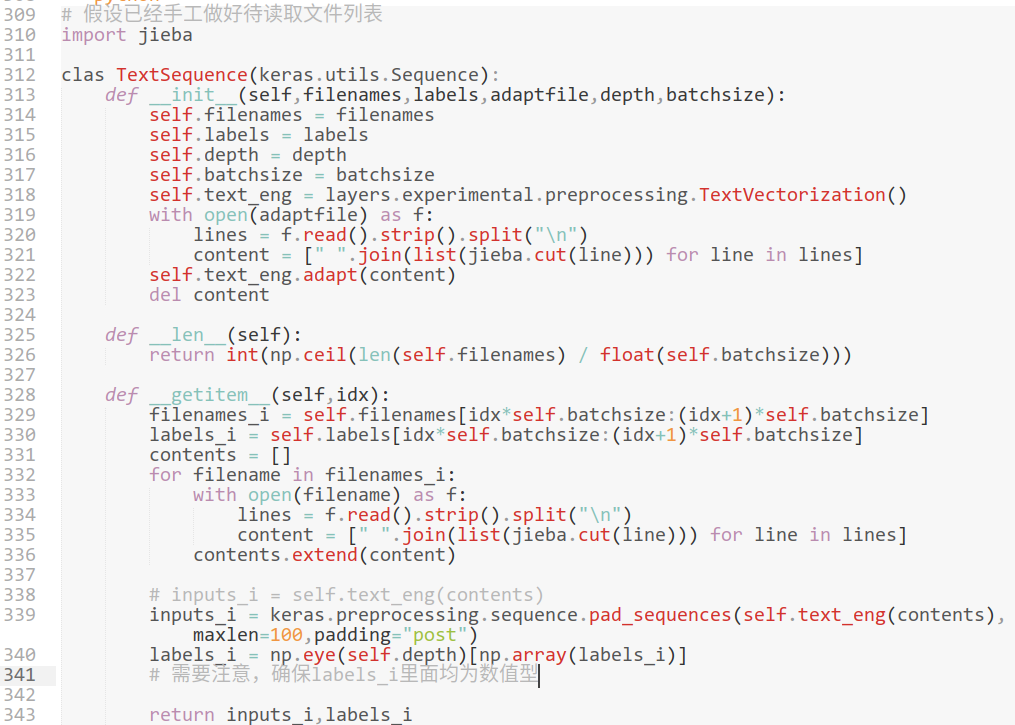 309 # 假设已经手工做好待读取文件列表
310 import jieba
311
312 clas TextSequence(keras.utils.Sequence):
313 def __init__(self,filenames,labels,adaptfile,depth,batchsize):
314 self.filenames = filenames
315 self.labels = labels
316 self.depth = depth
317 self.batchsize = batchsize
318 self.text_eng = layers.experimental.preprocessing.TextVectorization()
319 with open(adaptfile) as f:
320 lines = f.read().strip().split("\n")
321 content = [" ".join(list(jieba.cut(line))) for line in lines]
322 self.text_eng.adapt(content)
323 del content
324
325 def __len__(self):
326 return int(np.ceil(len(self.filenames) / float(self.batchsize)))
327
328 def __getitem__(self,idx):
329 filenames_i = self.filenames[idx*self.batchsize:(idx+1)*self.batchsize]
330 labels_i = self.labels[idx*self.batchsize:(idx+1)*self.batchsize]
331 contents = []
332 for filename in filenames_i:
333 with open(filename) as f:
334 lines = f.read().strip().split("\n")
335 content = [" ".join(list(jieba.cut(line))) for line in lines]
336 contents.extend(content)
337
338 # inputs_i = self.text_eng(contents)
339 inputs_i = keras.preprocessing.sequence.pad_sequences(self.text_eng(contents),
maxlen=100,padding="post")
340 labels_i = np.eye(self.depth)[np.array(labels_i)]
341 # 需要注意，确保labels_i里面均为数值型
342
343 return inputs_i,labels_i